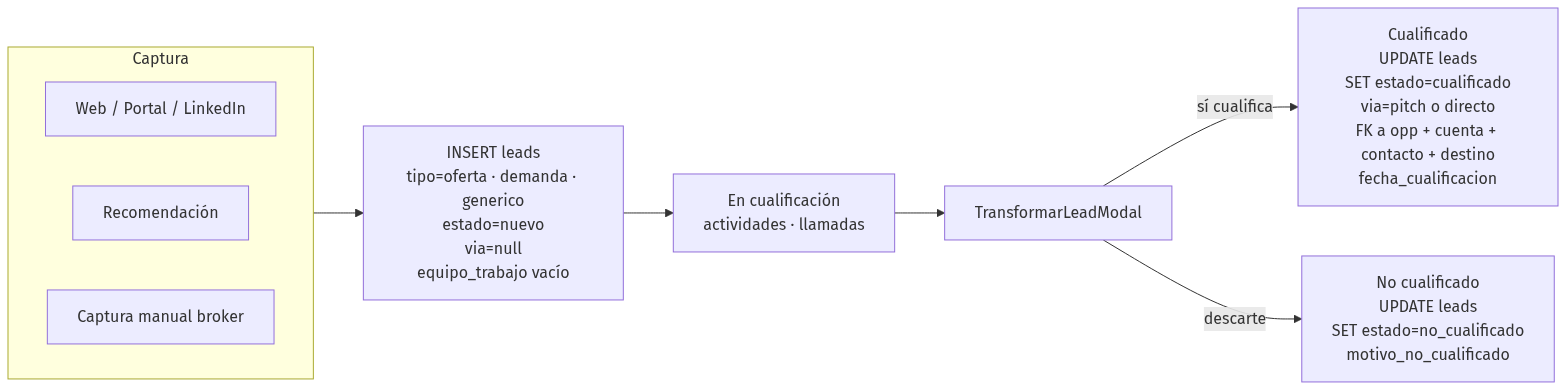 Captura
Web / Portal / LinkedIn
Recomendación
Captura manual broker
INSERT leads
tipo=oferta · demanda ·
generico
estado=nuevo
via=null
equipo_trabajo vacío
En cualificación
actividades · llamadas
TransformarLeadModal
sí cualifica
descarte
Cualificado
UPDATE leads
SET estado=cualificado
via=pitch o directo
FK a opp + cuenta +
contacto + destino
fecha_cualificacion
No cualificado
UPDATE leads
SET estado=no_cualificado
motivo_no_cualificado